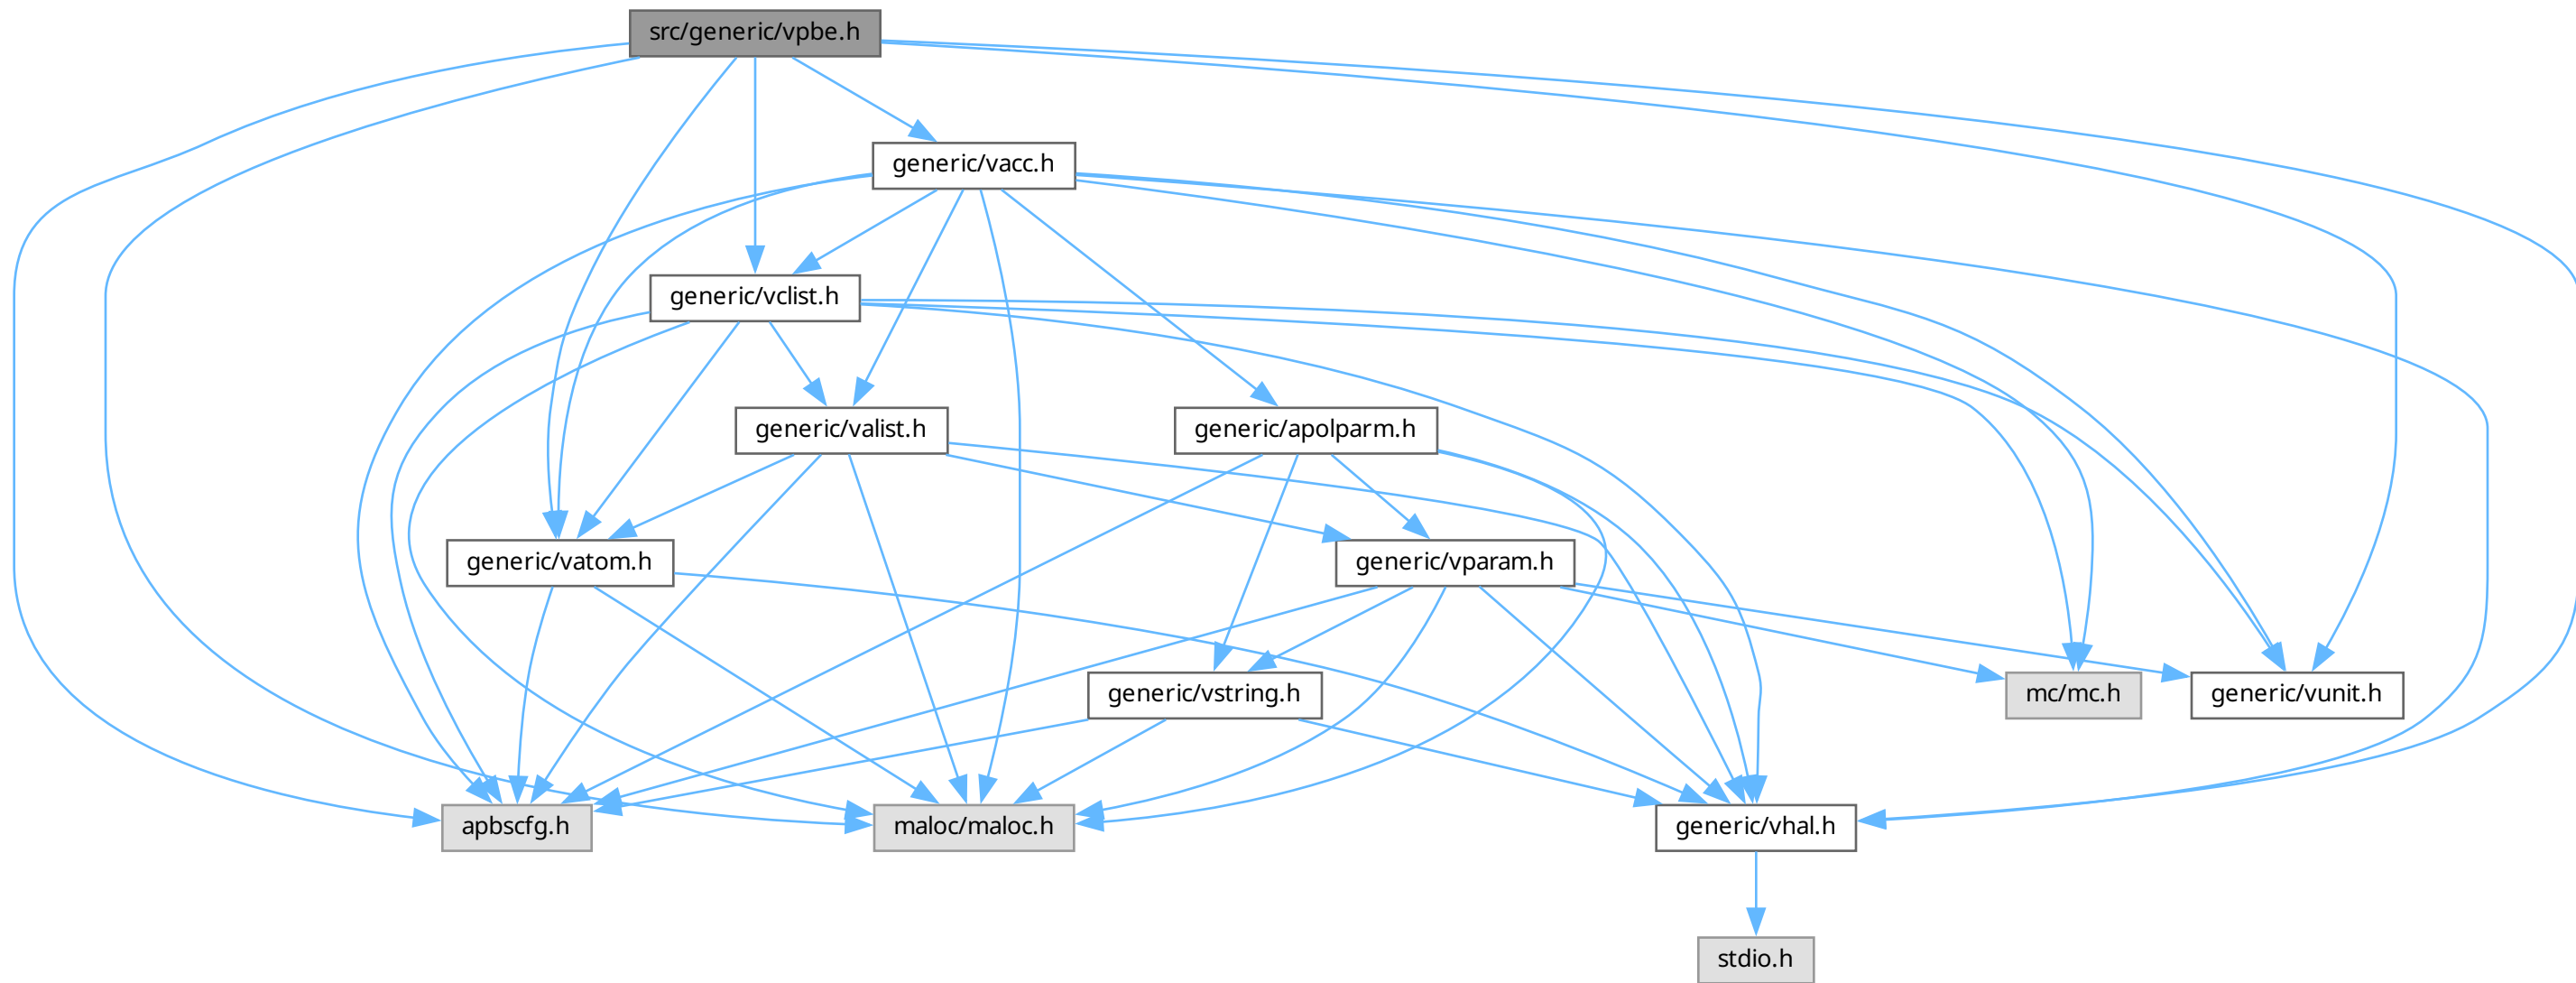 src/generic/vpbe.h
generic/vacc.h
generic/vclist.h
generic/valist.h
generic/apolparm.h
generic/vatom.h
generic/vparam.h
generic/vstring.h
mc/mc.h
generic/vunit.h
apbscfg.h
maloc/maloc.h
generic/vhal.h
stdio.h